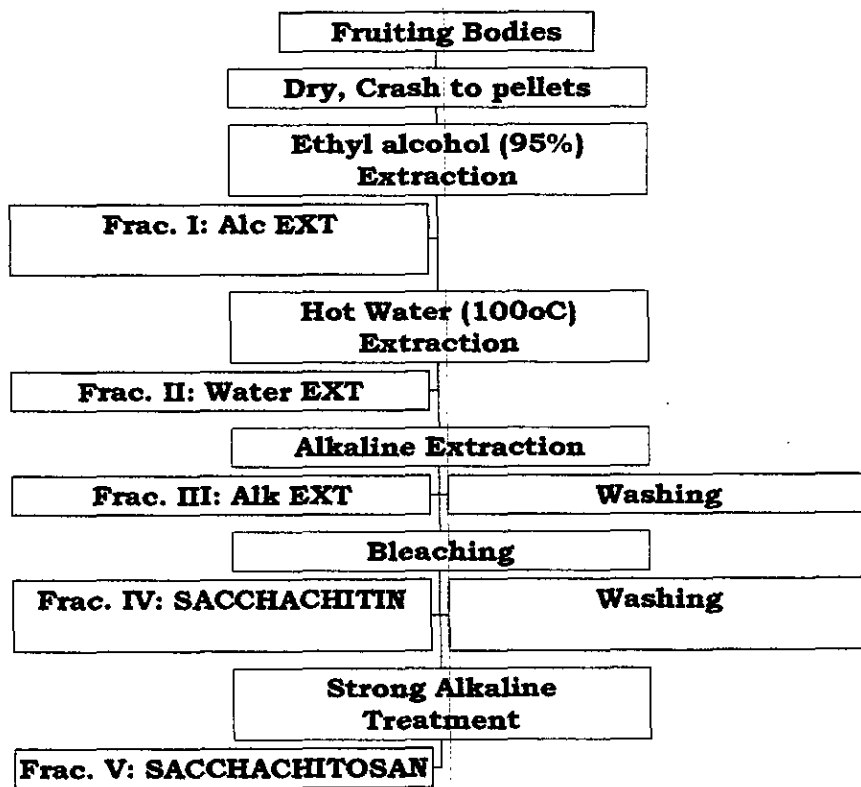 Fruiting Bodies
Dry, Crash to pellets
Ethyl alcohol (95%)
Extraction
Frac. I: Alc EXT
Hot Water (100oC)
Extraction
Frac. II: Water EXT
Alkaline Extraction
Frac. III: Alk EXT
Washing
Bleaching
Frac. IV: SACCHACHITIN
Washing
Strong Alkaline
Treatment
Frac. V: SACCHACHITOSAN